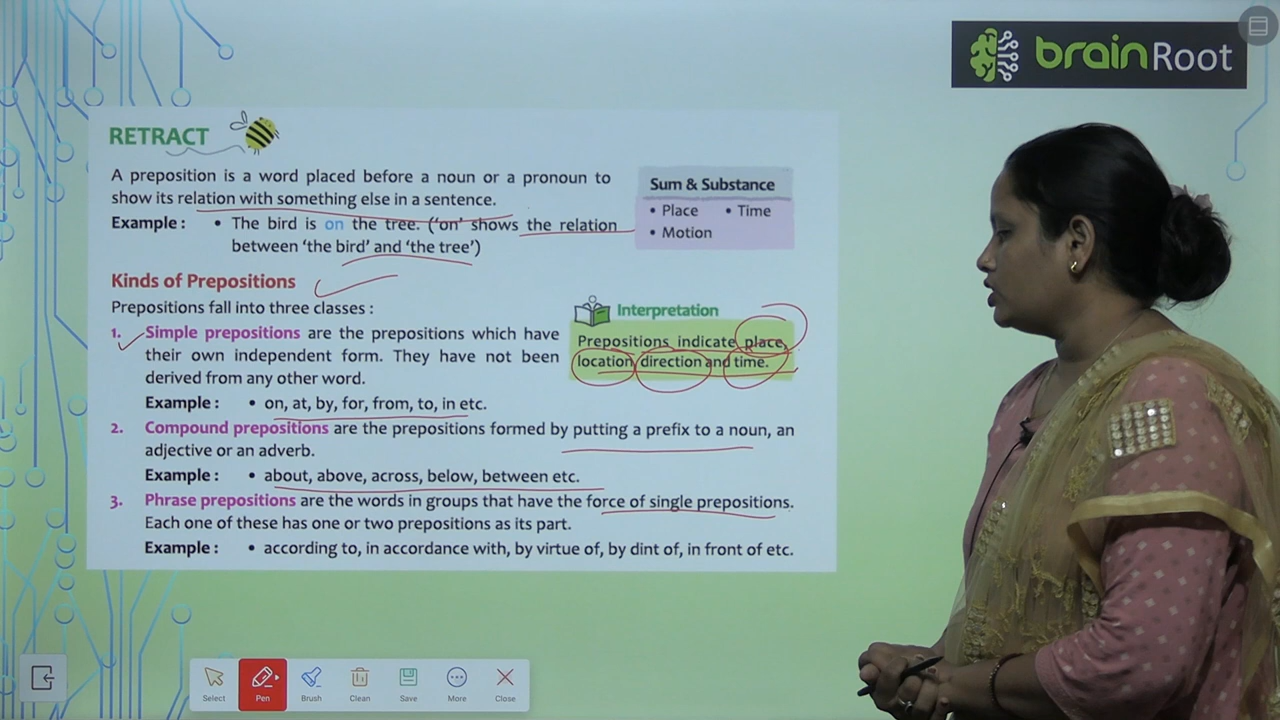 brainRoot
RETRACT
A preposition is a word placed before a noun or a pronoun to
show its relation with something else in a sentence.
Example : • The bird is on the tree. ('on' shows the relation
between 'the bird' and 'the tree')
Sum & Substance
• Place • Time
• Motion
Kinds of Prepositions
Prepositions fall into three classes :
1. Simple prepositions are the prepositions which have
their own independent form. They have not been
derived from any other word.
Example : • on, at, by, for, from, to, in etc.
Interpretation
Prepositions indicate place,
location, direction and time.
2. Compound prepositions are the prepositions formed by putting a prefix to a noun, an
adjective or an adverb.
Example : • about, above, across, below, between etc.
3. Phrase prepositions are the words in groups that have the force of single prepositions.
Each one of these has one or two prepositions as its part.
Example : • according to, in accordance with, by virtue of, by dint of, in front of etc.
Select Pen Brush Clean Save More Close